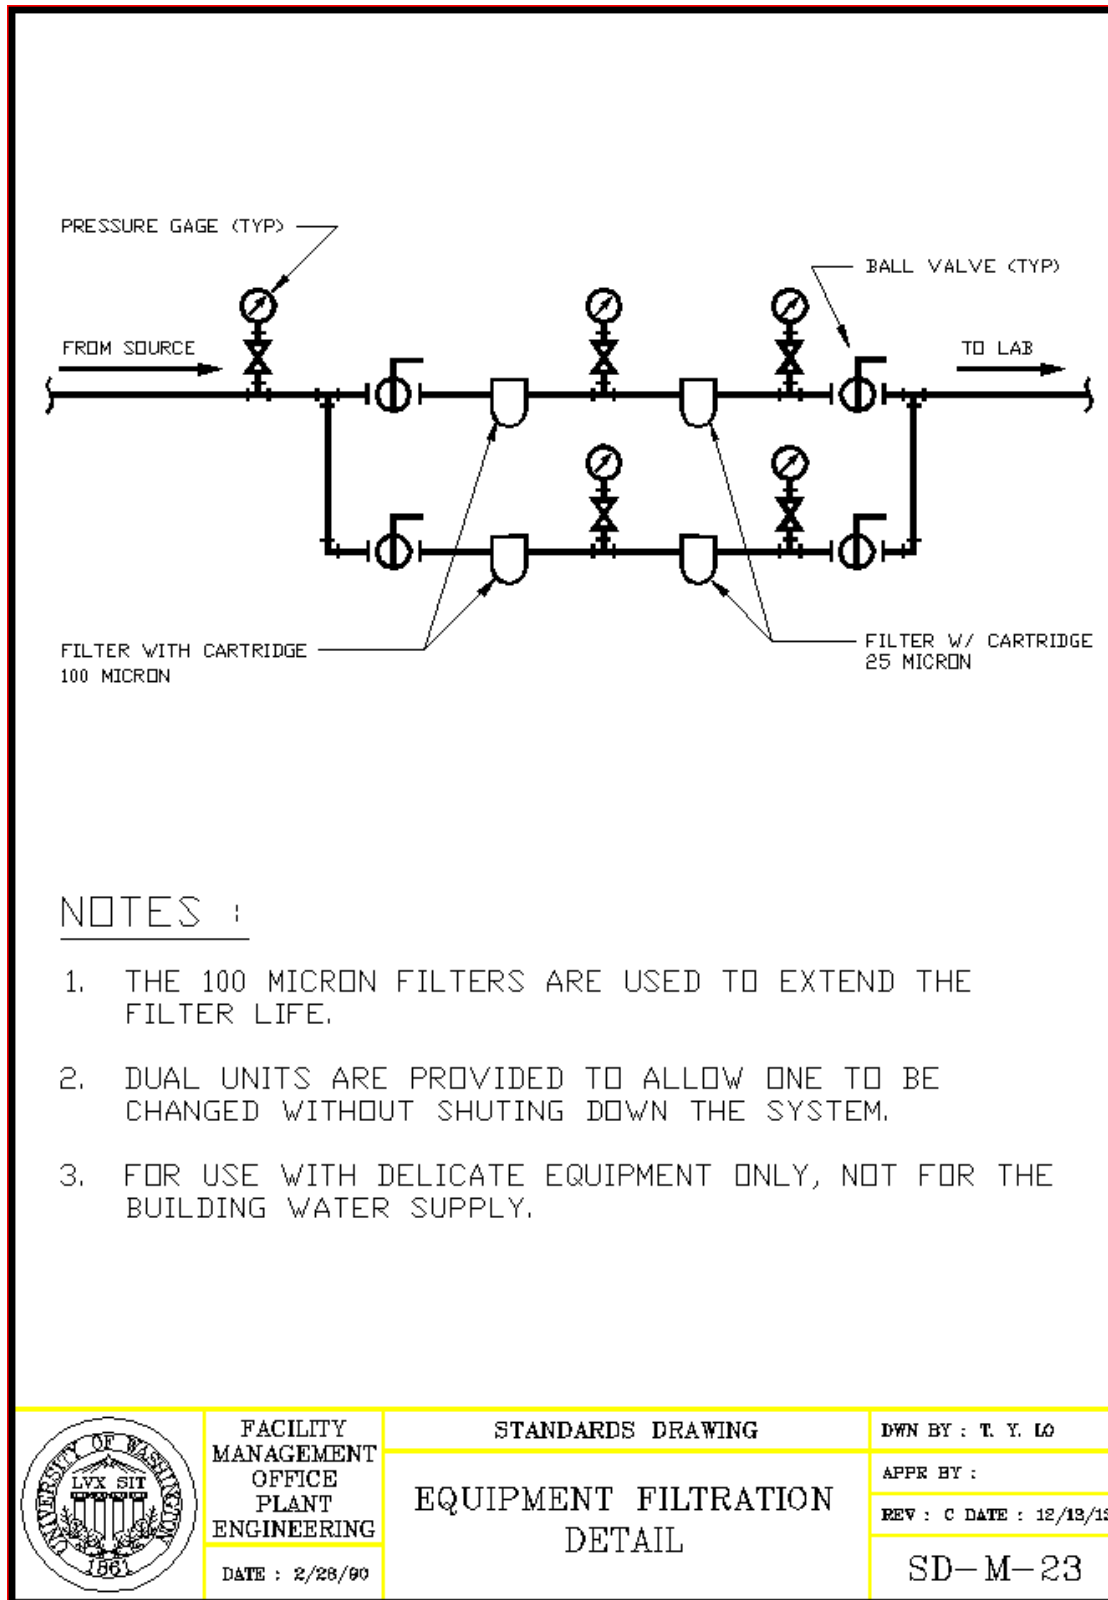 PRESSURE GAGE (TYP)
BALL VALVE (TYP)
FROM SOURCE
TO LAB
FILTER WITH CARTRIDGE
100 MICRON
FILTER W/ CARTRIDGE
25 MICRON
NOTES :
1. THE 100 MICRON FILTERS ARE USED TO EXTEND THE
FILTER LIFE.
2. DUAL UNITS ARE PROVIDED TO ALLOW ONE TO BE
CHANGED WITHOUT SHUTING DOWN THE SYSTEM.
3. FOR USE WITH DELICATE EQUIPMENT ONLY, NOT FOR THE
BUILDING WATER SUPPLY.
UNIVERSITY OF WASHINGTON
LVX SIT
1861
FACILITY
MANAGEMENT
OFFICE
PLANT
ENGINEERING
DATE : 2/28/90
STANDARDS DRAWING
EQUIPMENT FILTRATION
DETAIL
DWN BY : T. Y. LO
APPR BY :
REV : C DATE :
SD-M-23